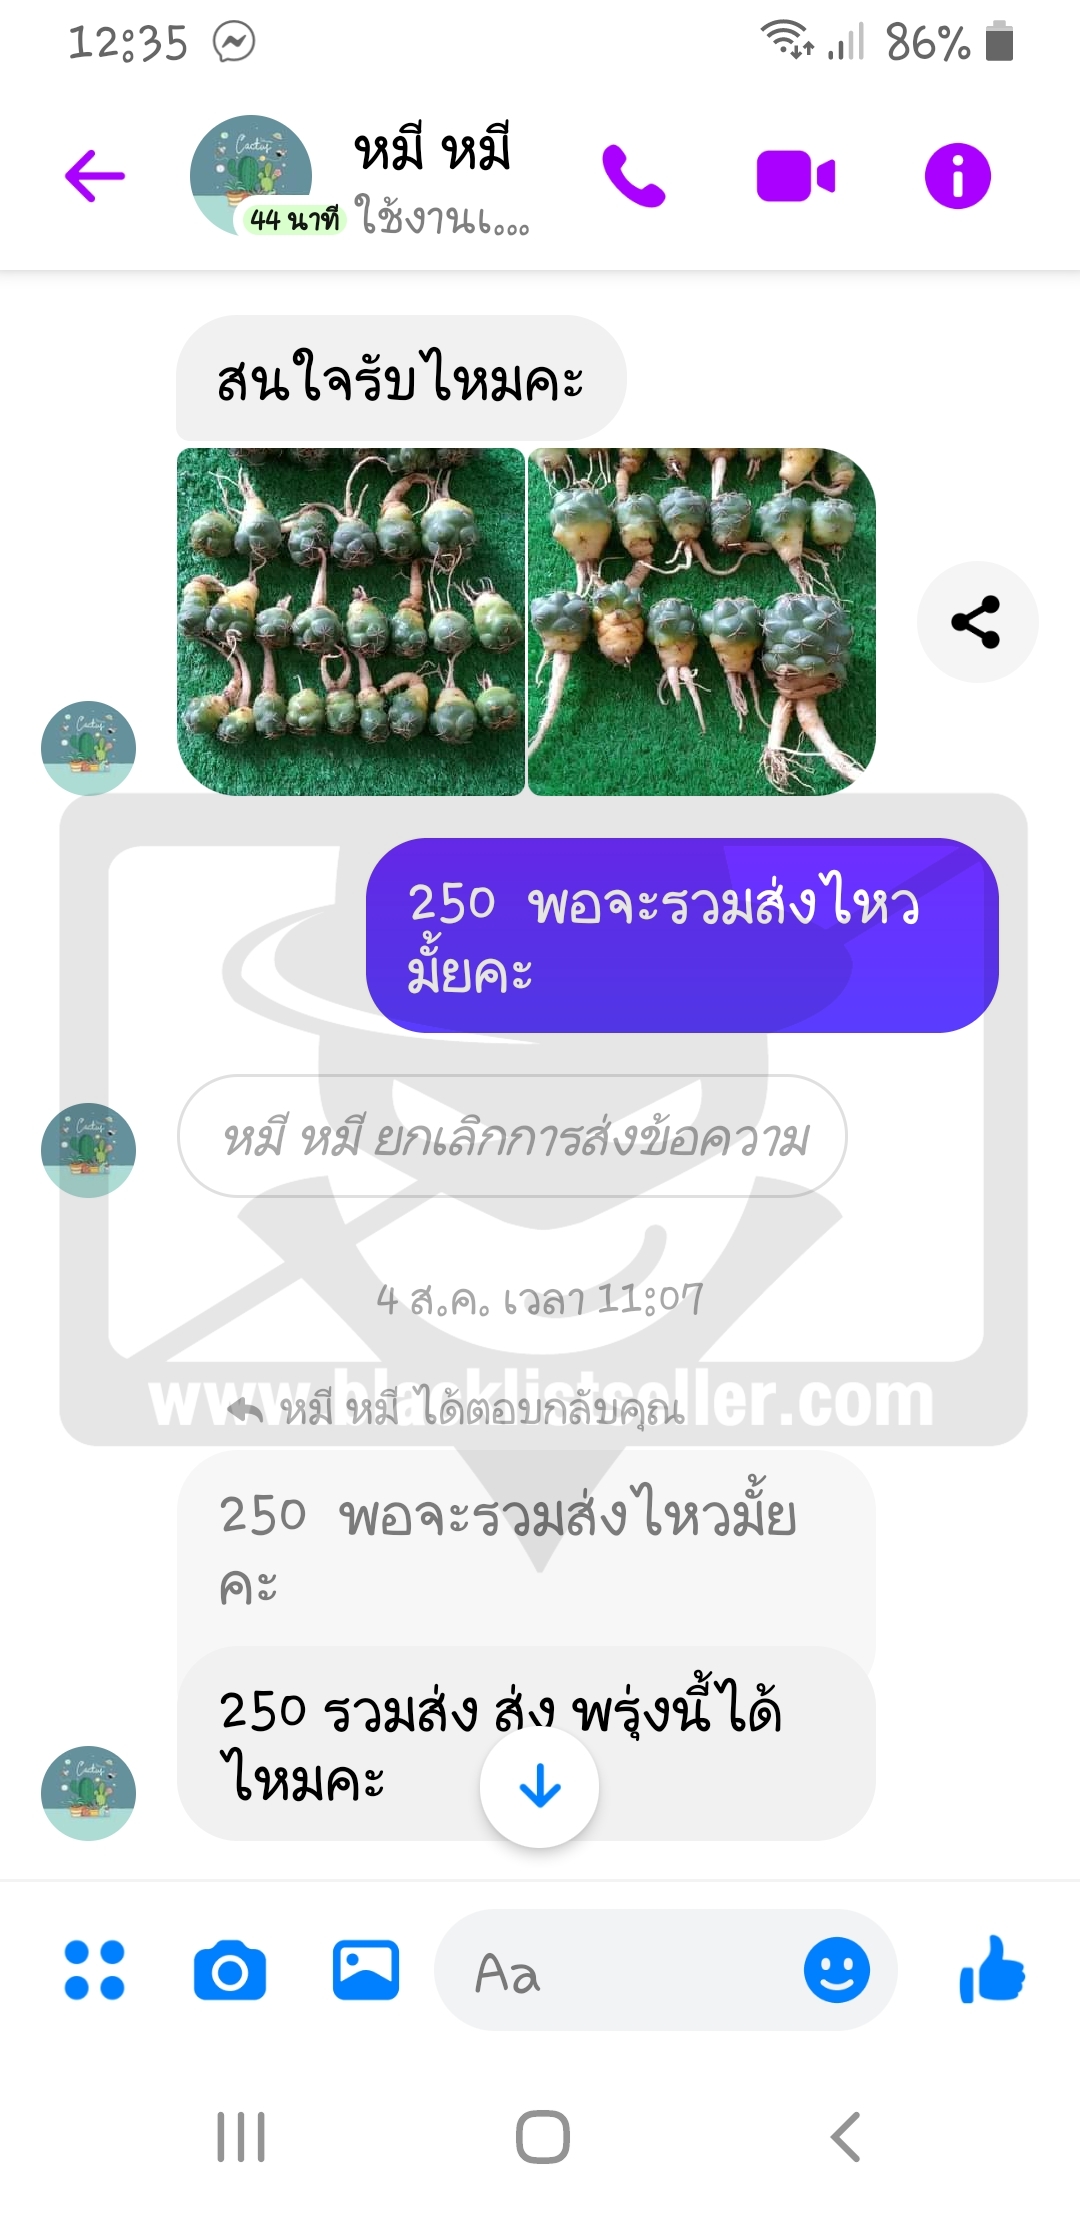 12:35
86%
หมี หมี
44 นาที
ใช้งานเ...
สนใจรับไหมคะ
250 พอจะรวมส่งไหว
มั้ยคะ
หมี หมี ยกเลิกการส่งข้อความ
4 ส.ค. เวลา 11:07
www.blacklistseller.com
หมี หมี ได้ตอบกลับคุณ
250 พอจะรวมส่งไหวมั้ย
คะ
250 รวมส่ง ส่ง พรุ่งนี้ได้
ไหมคะ
Aa